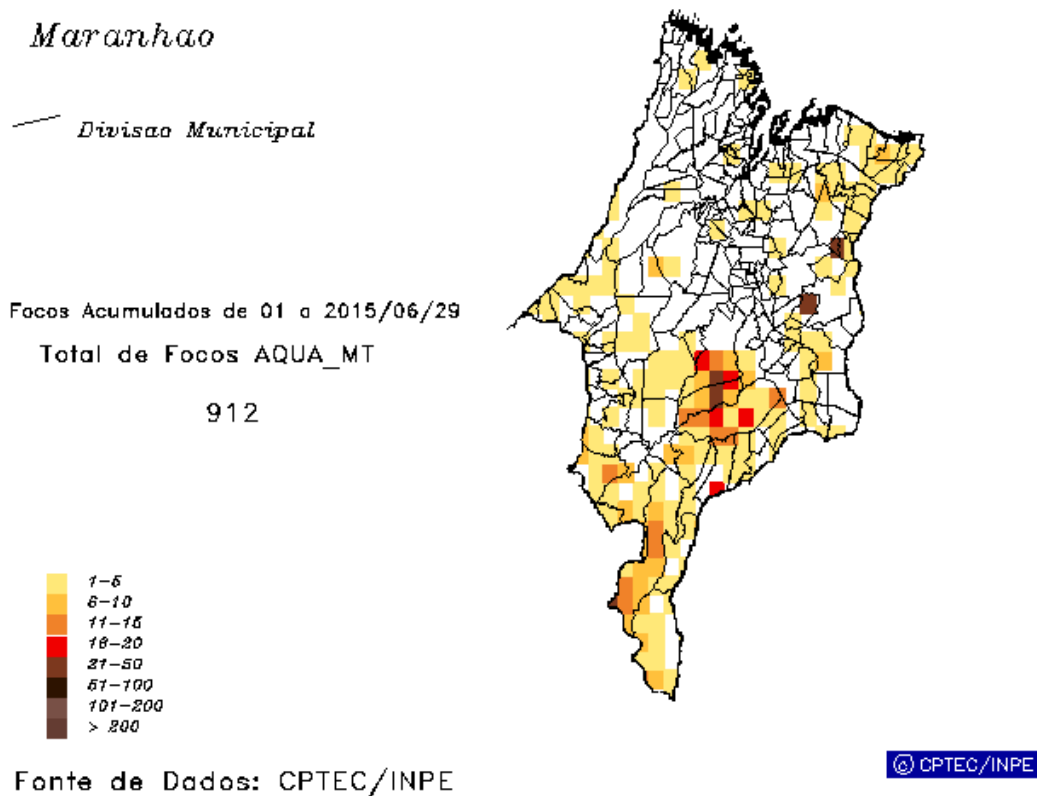 Maranhao
Divisao Municipal
Focos Acumulados de 01 a 2015/06/29
Total de Focos AQUA_MT
912
1-5
6-10
11-15
16-20
21-50
51-100
101-200
> 200
Fonte de Dados: CPTEC/INPE
© CPTEC/INPE